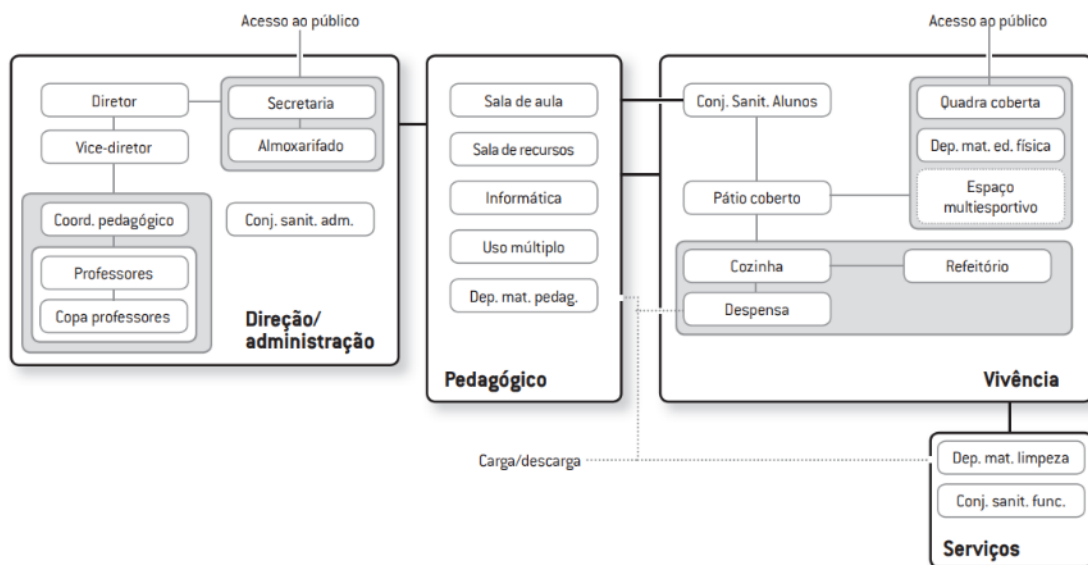 Acesso ao público
Acesso ao público
Diretor
Secretaria
Vice-diretor
Almoxarifado
Coord. pedagógico
Conj. sanit. adm.
Professores
Copa professores
Direção/
administração
Sala de aula
Sala de recursos
Informática
Uso múltiplo
Dep. mat. pedag.
Pedagógico
Conj. Sanit. Alunos
Quadra coberta
Dep. mat. ed. física
Pátio coberto
Espaço
multiesportivo
Cozinha
Refeitório
Despensa
Vivência
Carga/descarga
Dep. mat. limpeza
Conj. sanit. func.
Serviços